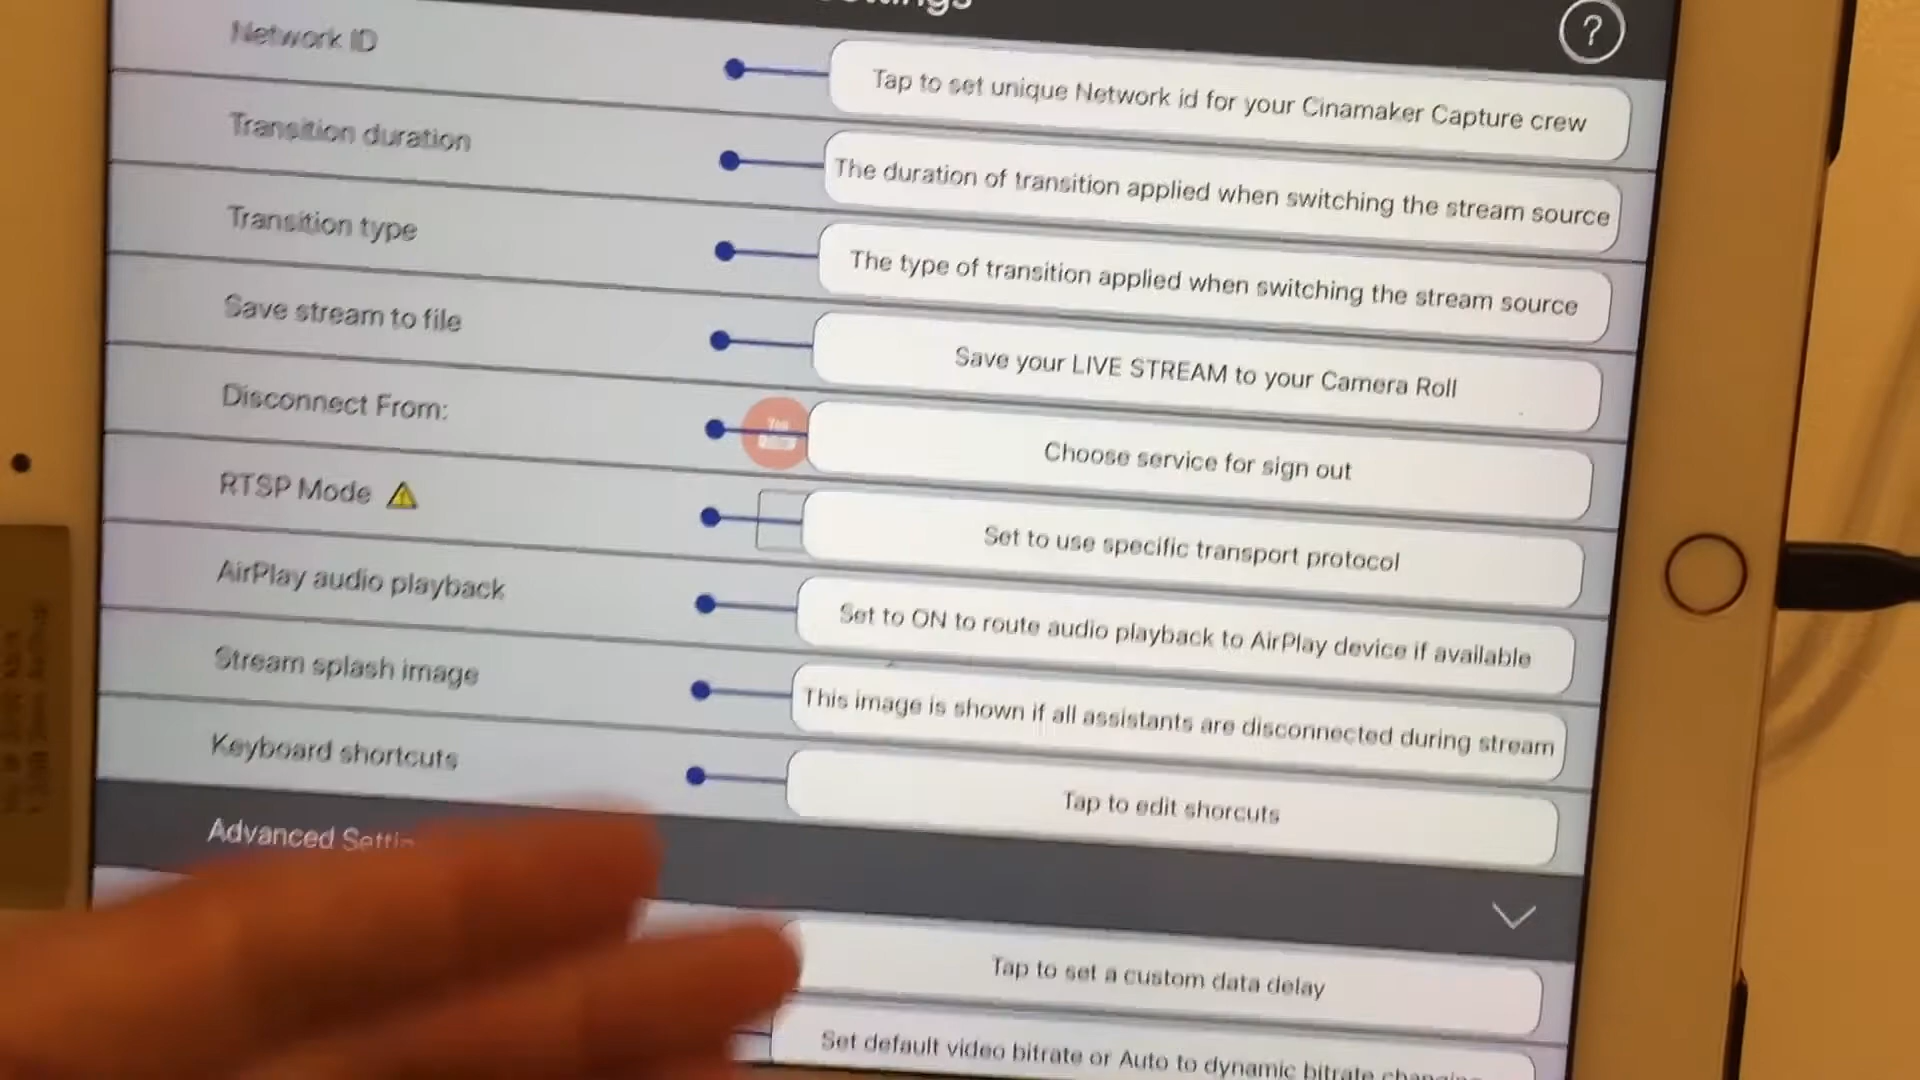 ?
Network ID
Tap to set unique Network id for your Cinamaker Capture crew
Transition duration
The duration of transition applied when switching the stream source
Transition type
The type of transition applied when switching the stream source
Save stream to file
Save your LIVE STREAM to your Camera Roll
Disconnect From:
You
Choose service for sign out
RTSP Mode
Set to use specific transport protocol
AirPlay audio playback
Set to ON to route audio playback to AirPlay device if available
Stream splash image
This image is shown if all assistants are disconnected during stream
Keyboard shortcuts
Tap to edit shorcuts
Advanced
Tap to set a custom data delay
Set default video bitrate or Auto to dynamic bitrate